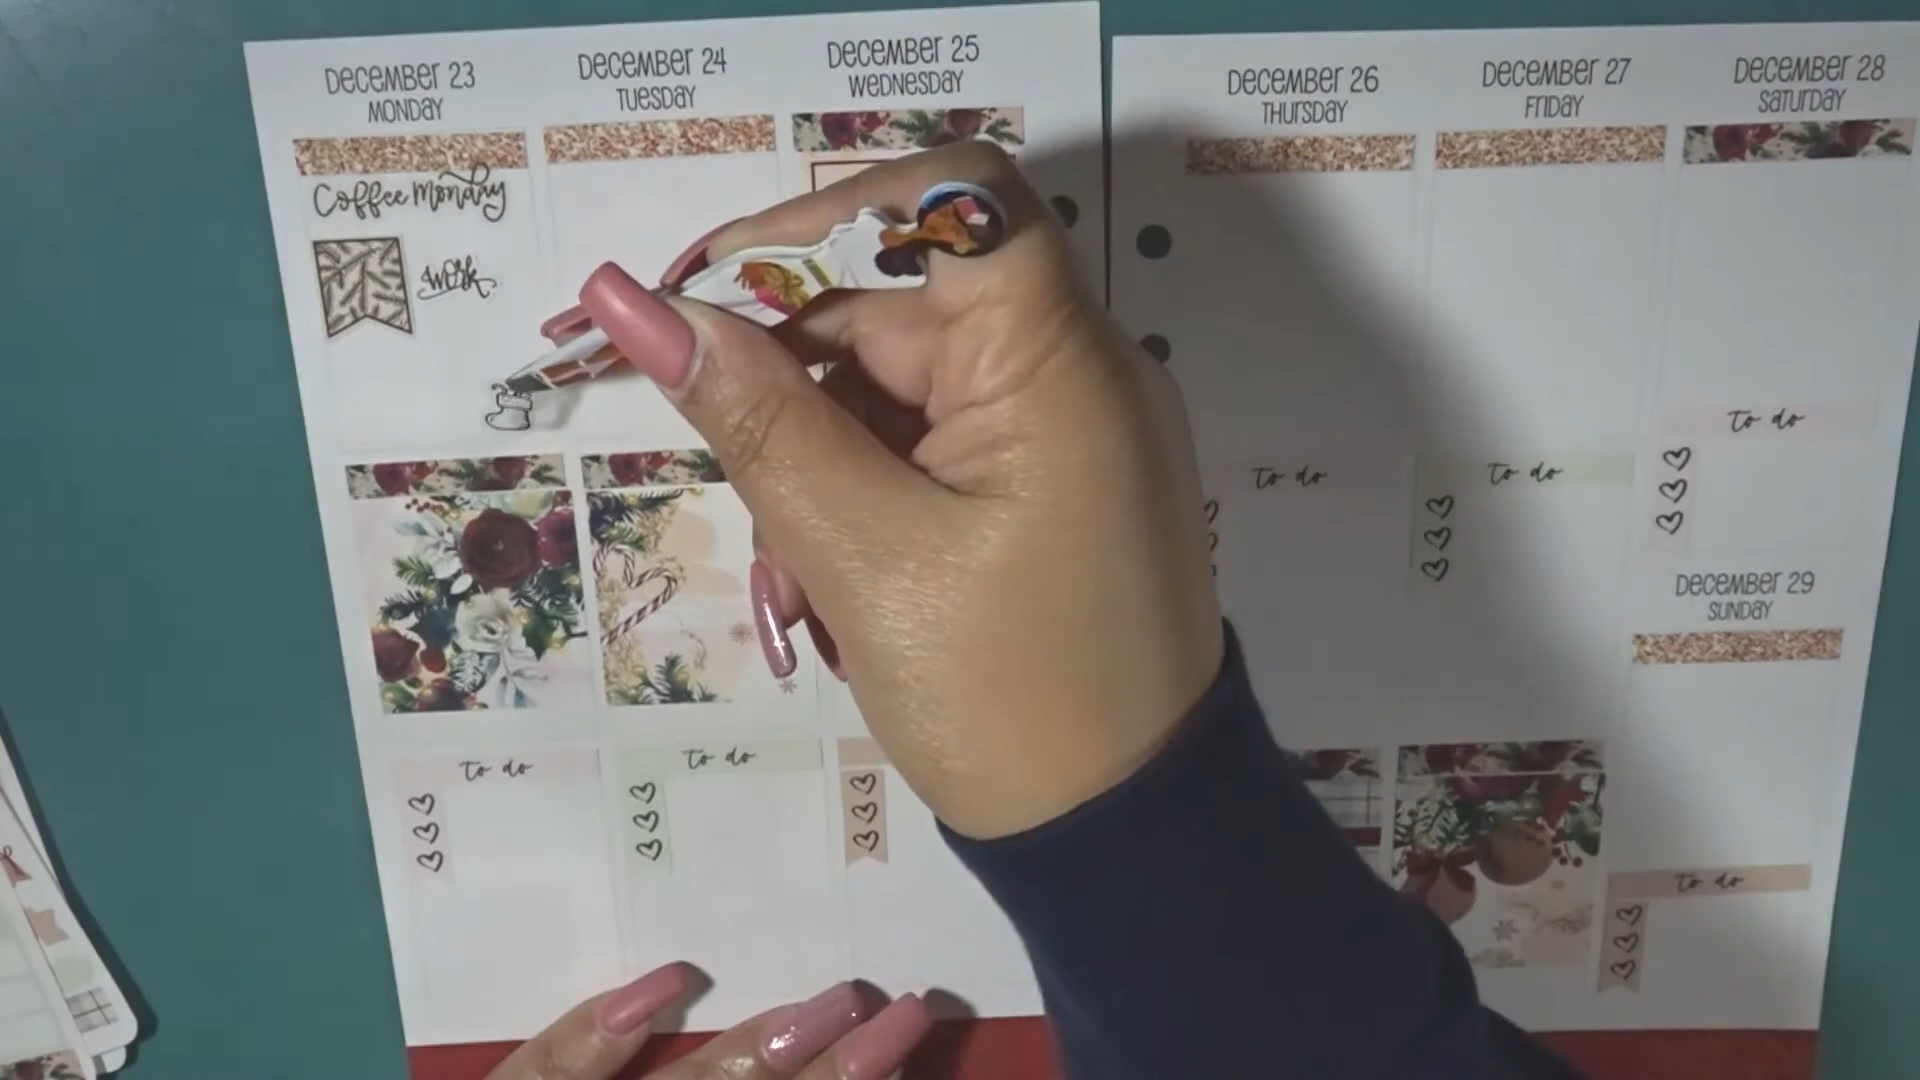 December 23
Monday
Coffee Monday
Work
To do
December 24
Tuesday
To do
December 25
Wednesday
December 26
Thursday
To do
December 27
Friday
To do
December 28
Saturday
To do
December 29
Sunday
To do